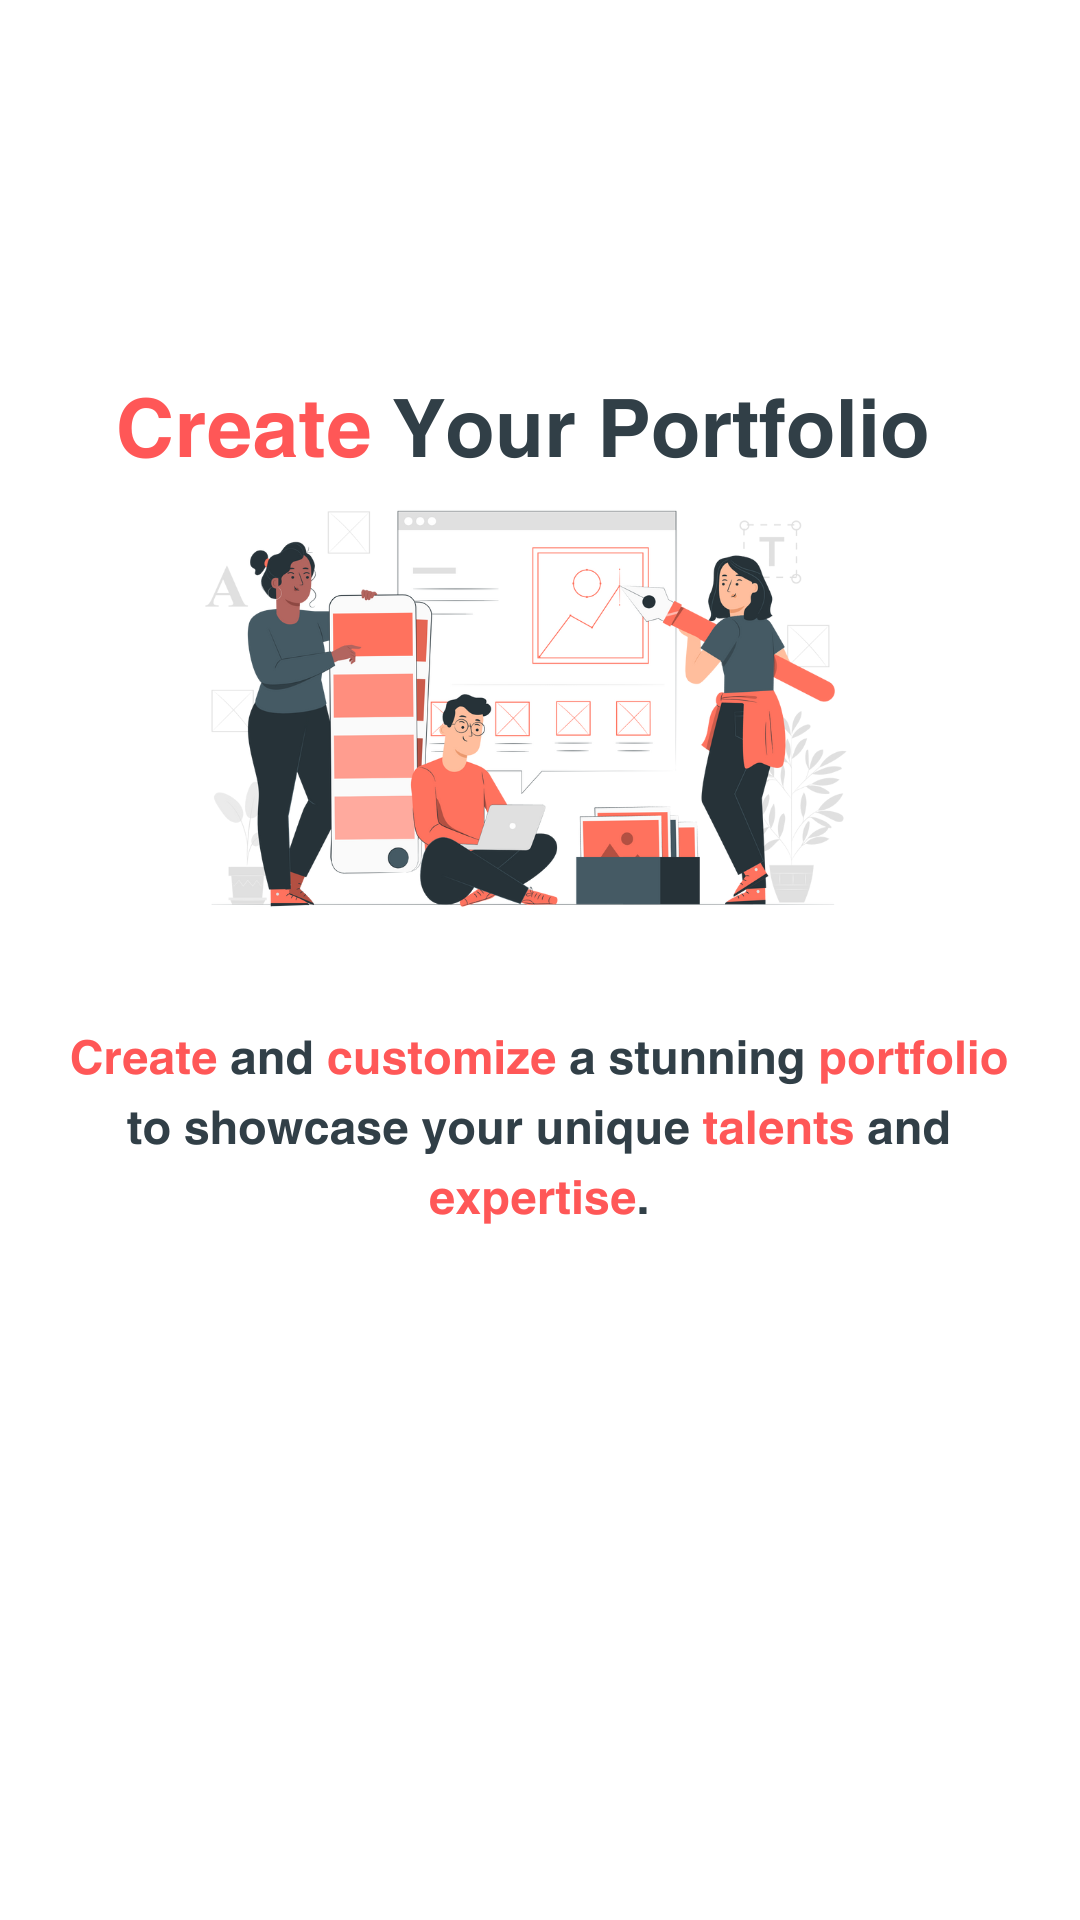 Create Your Portfolio
T
A
Create and customize a stunning portfolio
to showcase your unique talents and
expertise.